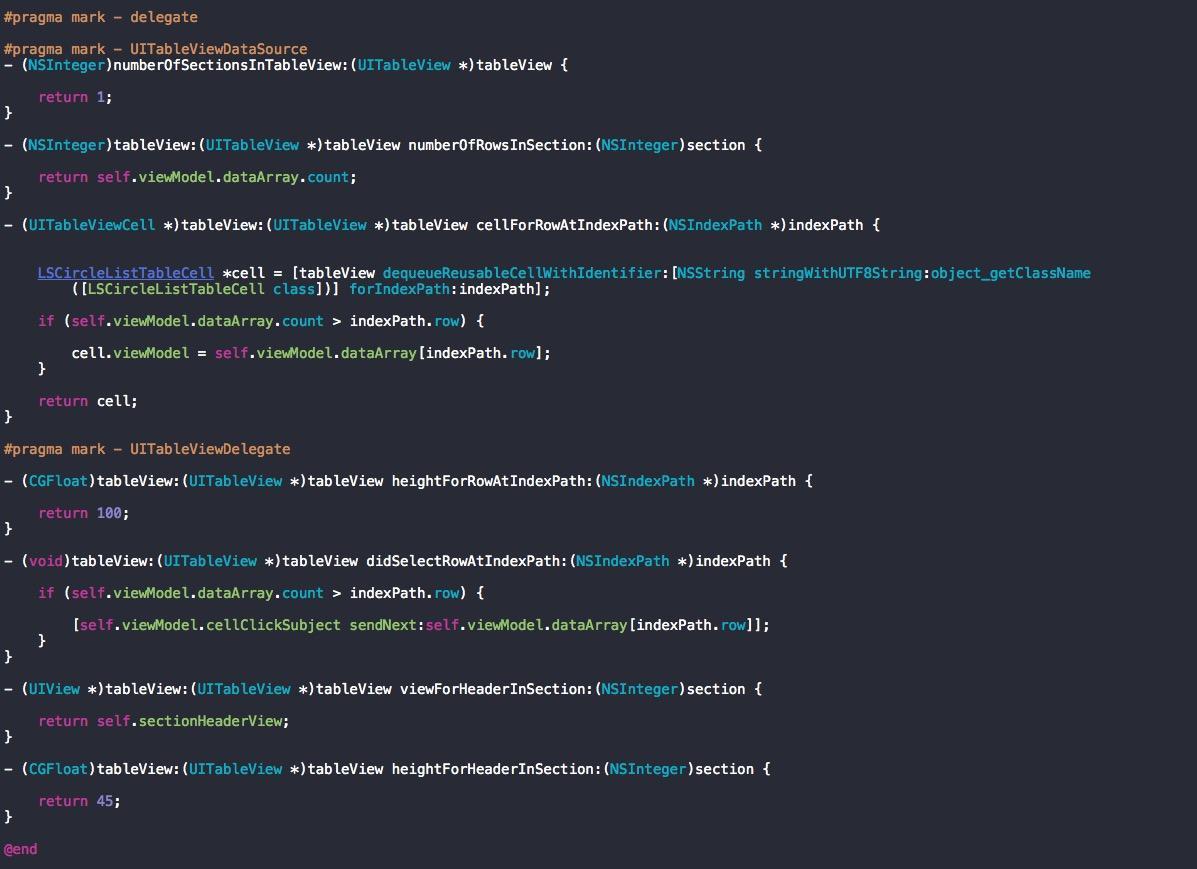 #pragma mark – delegate
#pragma mark – UITableViewDataSource
– (NSInteger)numberOfSectionsInTableView:(UITableView *)tableView {
return 1;
}
– (NSInteger)tableView:(UITableView *)tableView numberOfRowsInSection:(NSInteger)section {
return self.viewModel.dataArray.count;
}
– (UITableViewCell *)tableView:(UITableView *)tableView cellForRowAtIndexPath:(NSIndexPath *)indexPath {
LSCircleListTableCell *cell = [tableView dequeueReusableCellWithIdentifier:[NSString stringWithUTF8String:object_getClassName
([LSCircleListTableCell class])] forIndexPath:indexPath];
if (self.viewModel.dataArray.count > indexPath.row) {
cell.viewModel = self.viewModel.dataArray[indexPath.row];
}
return cell;
}
#pragma mark – UITableViewDelegate
– (CGFloat)tableView:(UITableView *)tableView heightForRowAtIndexPath:(NSIndexPath *)indexPath {
return 100;
}
– (void)tableView:(UITableView *)tableView didSelectRowAtIndexPath:(NSIndexPath *)indexPath {
if (self.viewModel.dataArray.count > indexPath.row) {
[self.viewModel.cellClickSubject sendNext:self.viewModel.dataArray[indexPath.row]];
}
}
– (UIView *)tableView:(UITableView *)tableView viewForHeaderInSection:(NSInteger)section {
return self.sectionHeaderView;
}
– (CGFloat)tableView:(UITableView *)tableView heightForHeaderInSection:(NSInteger)section {
return 45;
}
@end